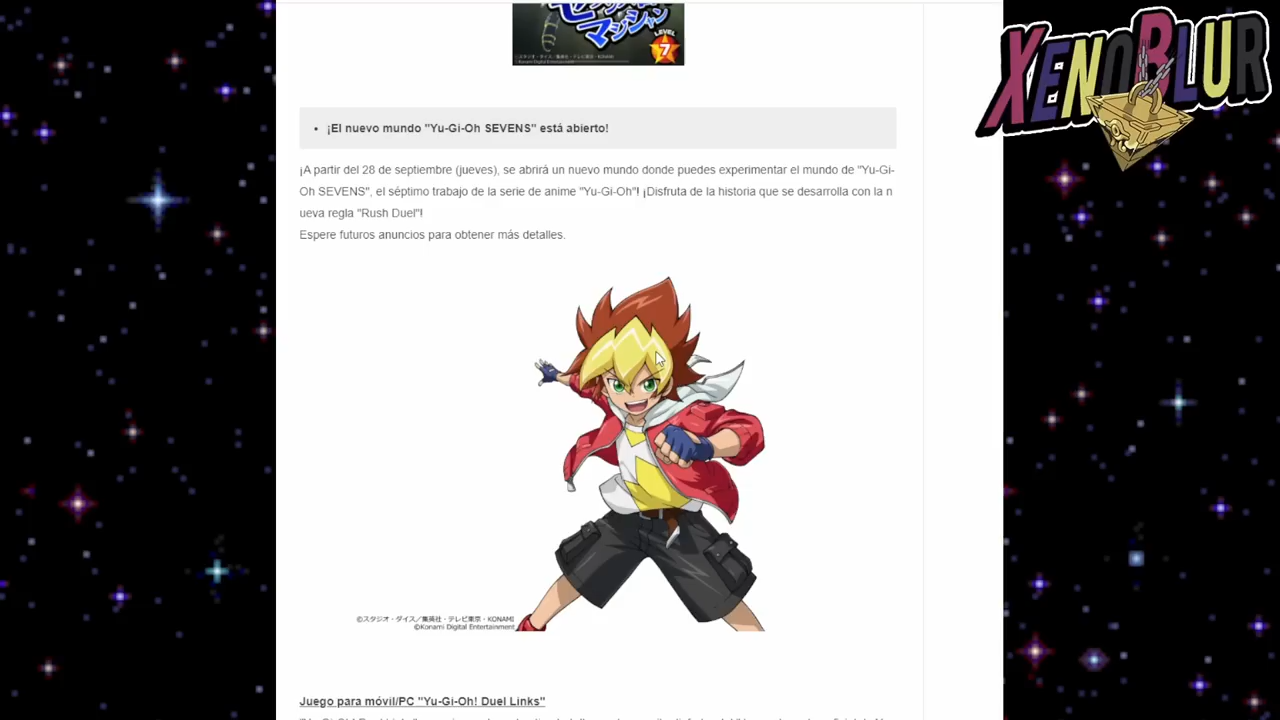 マジシャン
LEVEL
7
XENOBLUR
• ¡El nuevo mundo "Yu-Gi-Oh SEVENS" está abierto!
¡A partir del 28 de septiembre (jueves), se abrirá un nuevo mundo donde puedes experimentar el mundo de "Yu-Gi-
Oh SEVENS", el séptimo trabajo de la serie de anime "Yu-Gi-Oh"! ¡Disfruta de la historia que se desarrolla con la n
ueva regla "Rush Duel"!
Espere futuros anuncios para obtener más detalles.
©スタジオ・ダイス／集英社・テレビ東京・KONAMI
©Konami Digital Entertainment
Juego para móvil/PC "Yu-Gi-Oh! Duel Links"